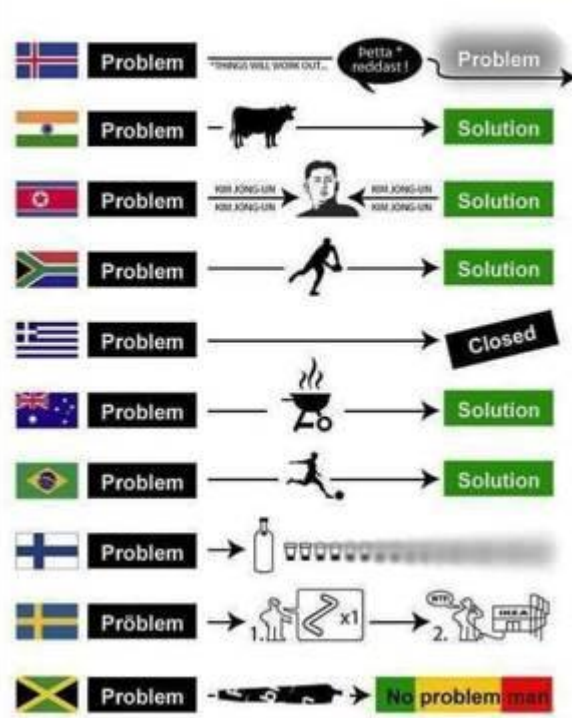 Problem *THINGS WILL WORK OUT... Þetta * reddast! Problem
Problem Solution
Problem KIM JONG-UN KIM JONG-UN Solution
KIM JONG-UN KIM JONG-UN
Problem Solution
Problem Closed
Problem Solution
Problem Solution
Problem
Pröblem 1. x1 2. WTF IKEA
Problem No problem man